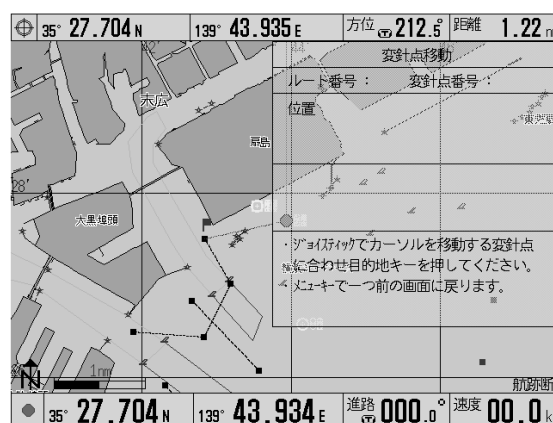 35° 27.704 N 139° 43.935 E 方位 Ⓣ 212.5° 距離 1.22
42' 44'
変針点移動
ルート番号 : 変針点番号 :
末広
位置
扇島
28'
大黒埠頭
・ジョイスティックでカーソルを移動する変針点
に合わせ目的地キーを押してください。
メニューキーで一つ前の画面に戻ります。
1nm
N
航跡断
35° 27.704 N 139° 43.934 E 進路 Ⓣ 000.0° 速度 00.0 k